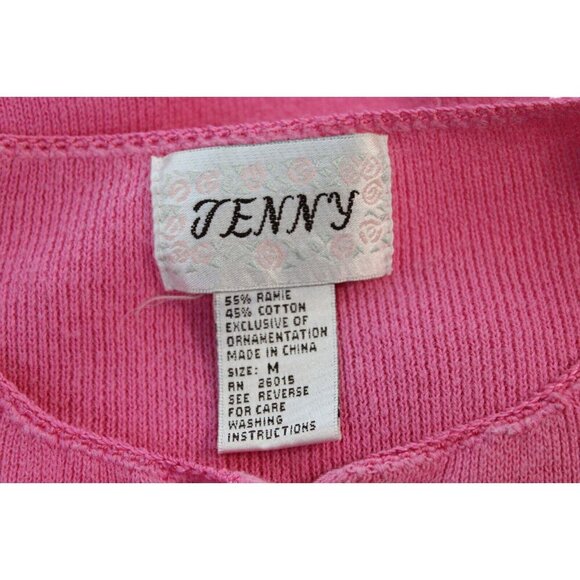 JENNY
55% RAMIE
45% COTTON
EXCLUSIVE OF
ORNAMENTATION
MADE IN CHINA
SIZE: M
RN 26015
SEE REVERSE
FOR CARE
WASHING
INSTRUCTIONS